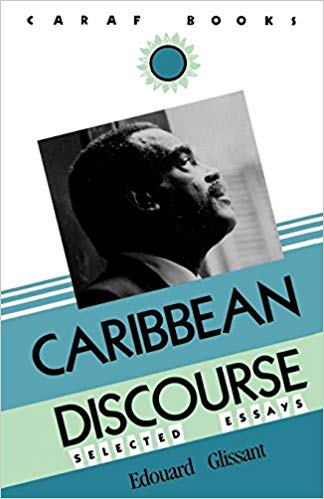 CARAF BOOKS
CARIBBEAN
DISCOURSE
SELECTED ESSAYS
Edouard Glissant